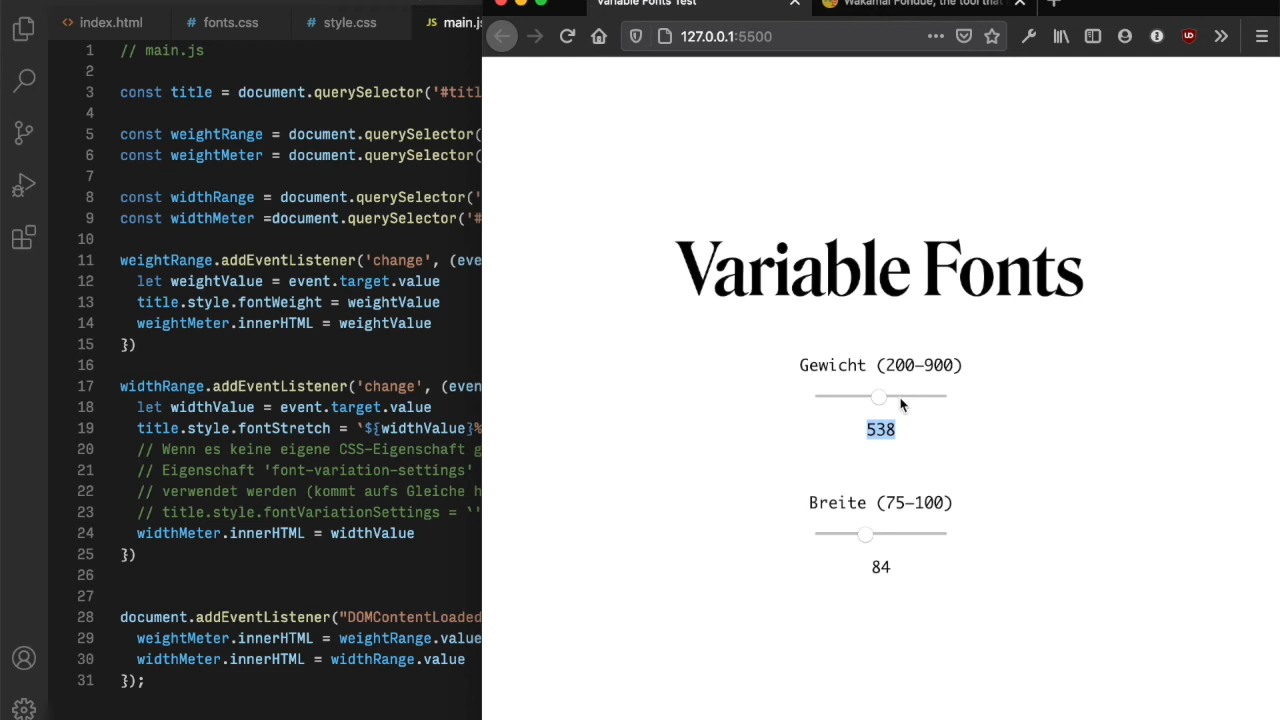 index.html
fonts.css
style.css
JS main.js
1 // main.js
2
3 const title = document.querySelector('#titl
4
5 const weightRange = document.querySelector(
6 const weightMeter = document.querySelector(
7
8 const widthRange = document.querySelector('
9 const widthMeter =document.querySelector('#
10
11 weightRange.addEventListener('change', (eve
12 let weightValue = event.target.value
13 title.style.fontWeight = weightValue
14 weightMeter.innerHTML = weightValue
15 })
16
17 widthRange.addEventListener('change', (even
18 let widthValue = event.target.value
19 title.style.fontStretch = `${widthValue}%
20 // Wenn es keine eigene CSS-Eigenschaft g
21 // Eigenschaft 'font-variation-settings'
22 // verwendet werden (kommt aufs Gleiche h
23 // title.style.fontVariationSettings = `'
24 widthMeter.innerHTML = widthValue
25 })
26
27
28 document.addEventListener("DOMContentLoaded
29 weightMeter.innerHTML = weightRange.value
30 widthMeter.innerHTML = widthRange.value
31 });
Variable Fonts Test
Wakamai Fondue, the tool that
127.0.0.1:5500
Variable Fonts
Gewicht (200–900)
538
Breite (75–100)
84